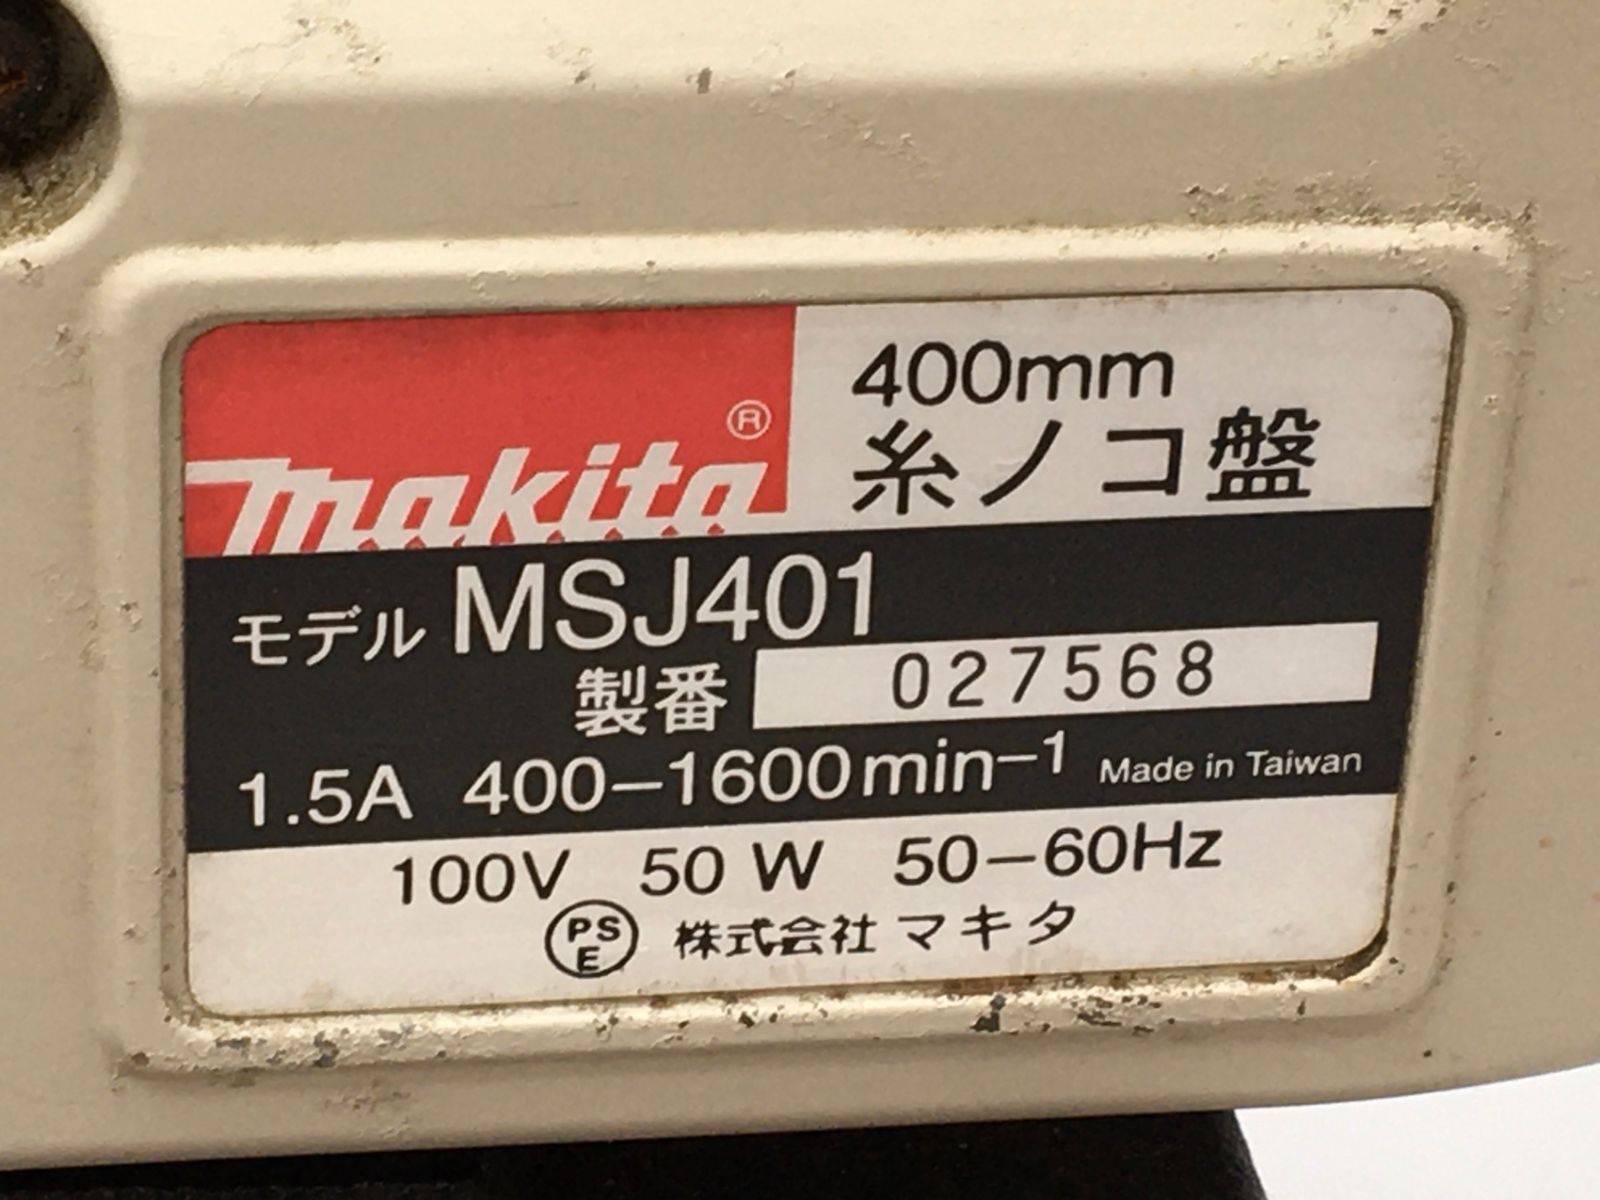 makita®
400mm
糸ノコ盤
モデル MSJ401
製番 027568
1.5A 400-1600min-1 Made in Taiwan
100V 50 W 50-60Hz
PSE 株式会社 マキタ